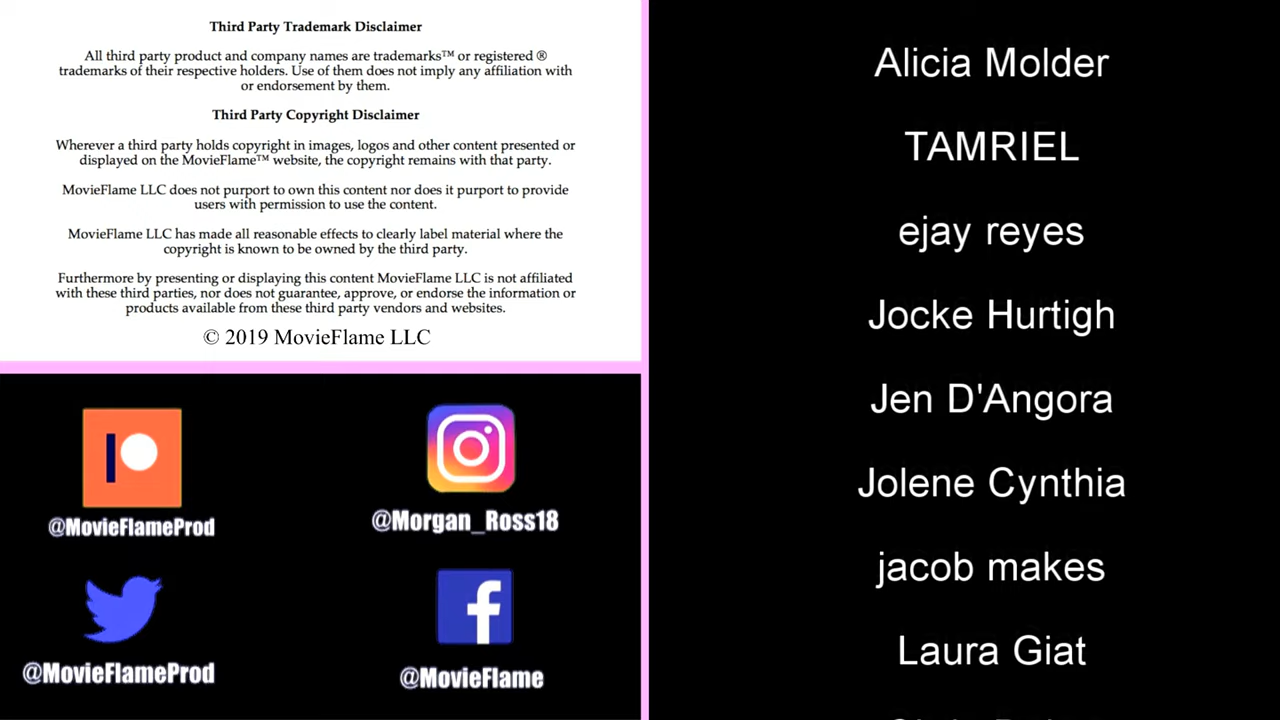 Third Party Trademark Disclaimer
All third party product and company names are trademarks™ or registered ®
trademarks of their respective holders. Use of them does not imply any affiliation with
or endorsement by them.
Third Party Copyright Disclaimer
Wherever a third party holds copyright in images, logos and other content presented or
displayed on the MovieFlame™ website, the copyright remains with that party.
MovieFlame LLC does not purport to own this content nor does it purport to provide
users with permission to use the content.
MovieFlame LLC has made all reasonable effects to clearly label material where the
copyright is known to be owned by the third party.
Furthermore by presenting or displaying this content MovieFlame LLC is not affiliated
with these third parties, nor does not guarantee, approve, or endorse the information or
products available from these third party vendors and websites.
© 2019 MovieFlame LLC
@MovieFlameProd
@Morgan_Ross18
@MovieFlameProd
@MovieFlame
Alicia Molder
TAMRIEL
ejay reyes
Jocke Hurtigh
Jen D'Angora
Jolene Cynthia
jacob makes
Laura Giat